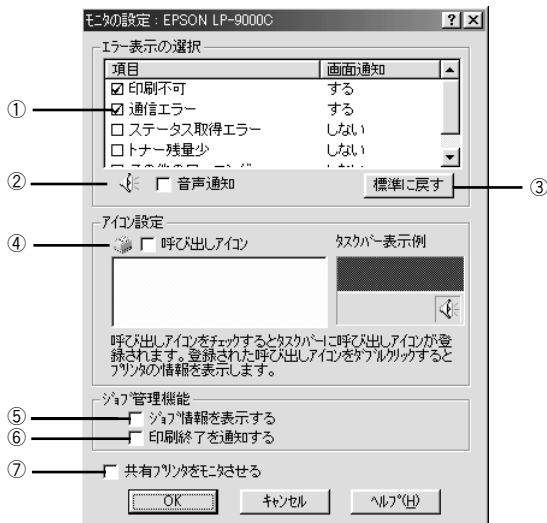 モニタの設定：EPSON LP-9000C
エラー表示の選択
項目 画面通知
① 印刷不可 する
通信エラー する
ステータス取得エラー しない
トナー残量少 しない
② 音声通知 標準に戻す ③
アイコン設定
④ 呼び出しアイコン タスクバー表示例
呼び出しアイコンをチェックするとタスクバーに呼び出しアイコンが登
録されます。登録された呼び出しアイコンをダブルクリックすると
プリンタの情報を表示します。
ジョブ管理機能
⑤ ジョブ情報を表示する
⑥ 印刷終了を通知する
⑦ 共有プリンタをモニタさせる
OK キャンセル ヘルプ(H)